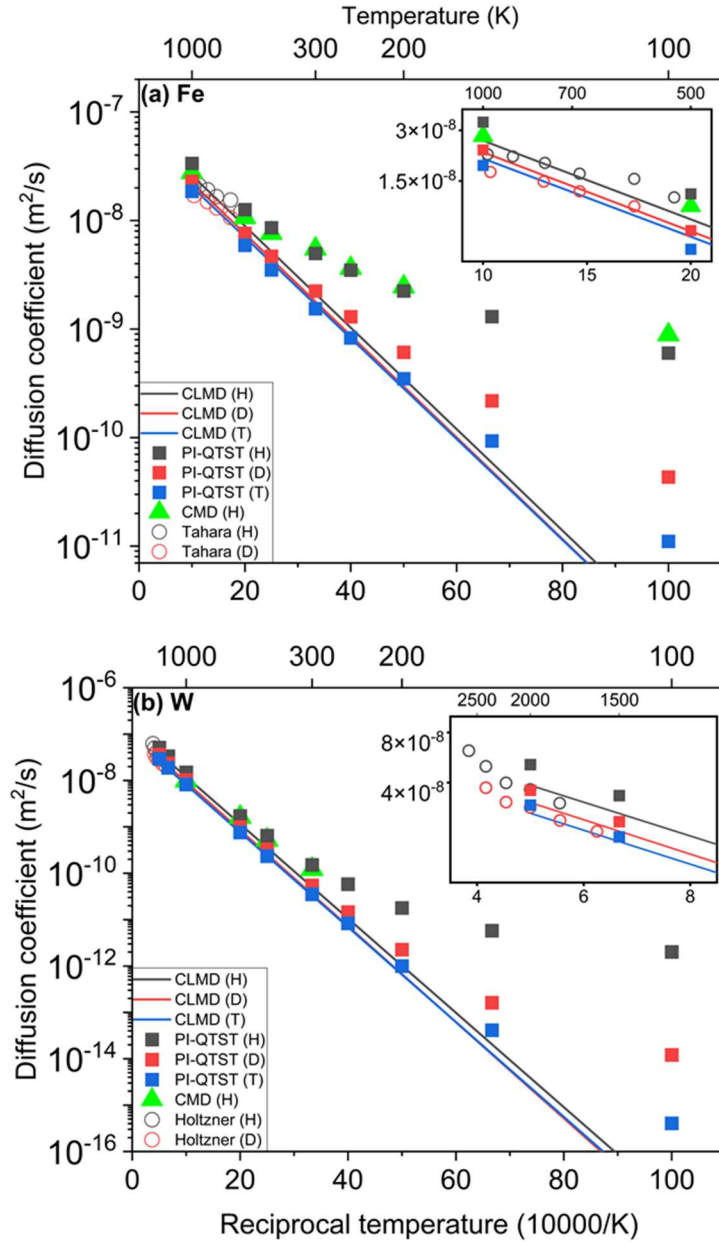 Temperature (K)
1000 300 200 100
(a) Fe
10⁻⁷
10⁻⁸
10⁻⁹
10⁻¹⁰
10⁻¹¹
Diffusion coefficient (m²/s)
1000 700 500
3×10⁻⁸
1.5×10⁻⁸
10 15 20
CLMD (H)
CLMD (D)
CLMD (T)
PI-QTST (H)
PI-QTST (D)
PI-QTST (T)
CMD (H)
Tahara (H)
Tahara (D)
0 20 40 60 80 100
1000 300 200 100
(b) W
10⁻⁶
10⁻⁸
10⁻¹⁰
10⁻¹²
10⁻¹⁴
10⁻¹⁶
Diffusion coefficient (m²/s)
2500 2000 1500
8×10⁻⁸
4×10⁻⁸
4 6 8
CLMD (H)
CLMD (D)
CLMD (T)
PI-QTST (H)
PI-QTST (D)
PI-QTST (T)
CMD (H)
Holtzner (H)
Holtzner (D)
0 20 40 60 80 100
Reciprocal temperature (10000/K)